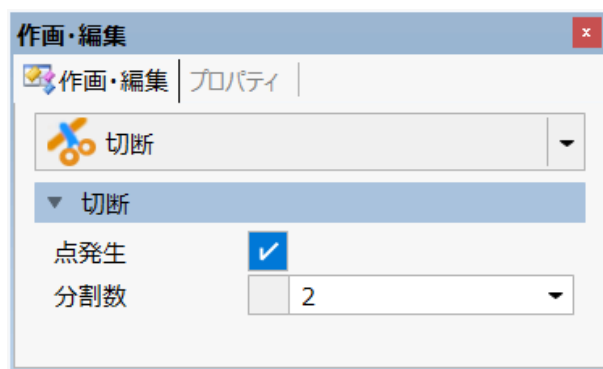 作画・編集
作画・編集 プロパティ
切断
切断
点発生
分割数 2